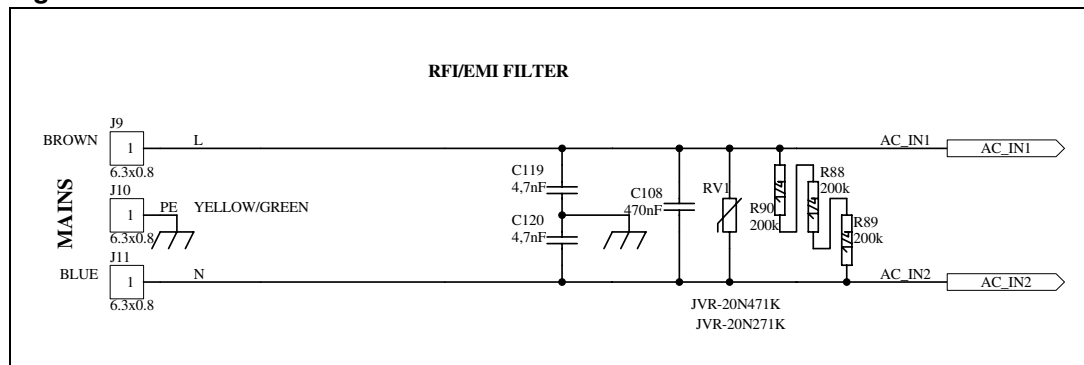 RFI/EMI FILTER
J9
BROWN
1
L
AC_IN1
AC_IN1
6.3x0.8
C119
4,7nF
R88
200k
J10
C108
470nF
RV1
1/4
1/4
MAINS
1
PE
YELLOW/GREEN
R90
200k
C120
4,7nF
R89
200k
1/4
6.3x0.8
J11
BLUE
1
N
AC_IN2
AC_IN2
6.3x0.8
JVR-20N471K
JVR-20N271K